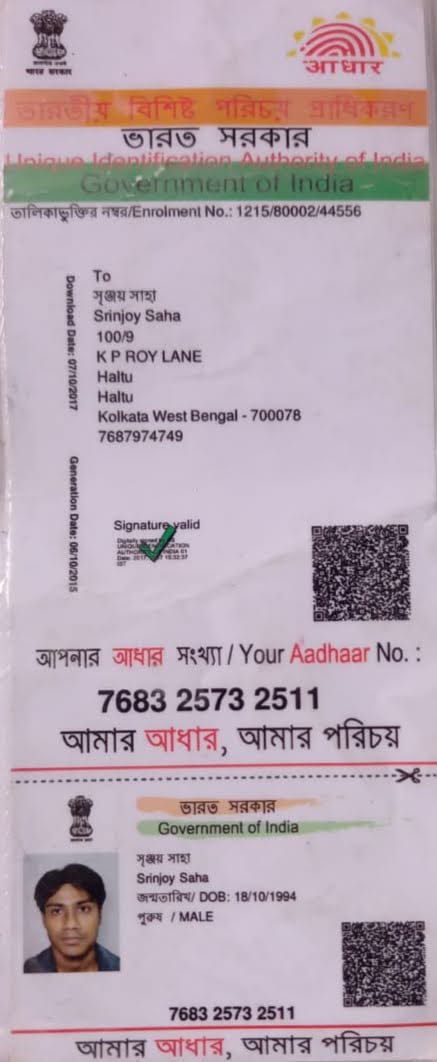 भारत सरकार
आधार
ভারতীয় বিশিষ্ট পরিচয় প্রাধিকরণ
ভারত সরকার
Unique Identification Authority of India
Government of India
তালিকাভুক্তির নম্বর/Enrolment No.: 1215/80002/44556
Download Date: 07/10/2017
Generation Date: 06/10/2015
To
সৃঞ্জয় সাহা
Srinjoy Saha
100/9
K P ROY LANE
Haltu
Haltu
Kolkata West Bengal - 700078
7687974749
Signature valid
আপনার আধার সংখ্যা / Your Aadhaar No. :
7683 2573 2511
আমার আধার, আমার পরিচয়
ভারত সরকার
Government of India
সৃঞ্জয় সাহা
Srinjoy Saha
জন্মতারিখ/ DOB: 18/10/1994
পুরুষ / MALE
7683 2573 2511
আমার আধার, আমার পরিচয়